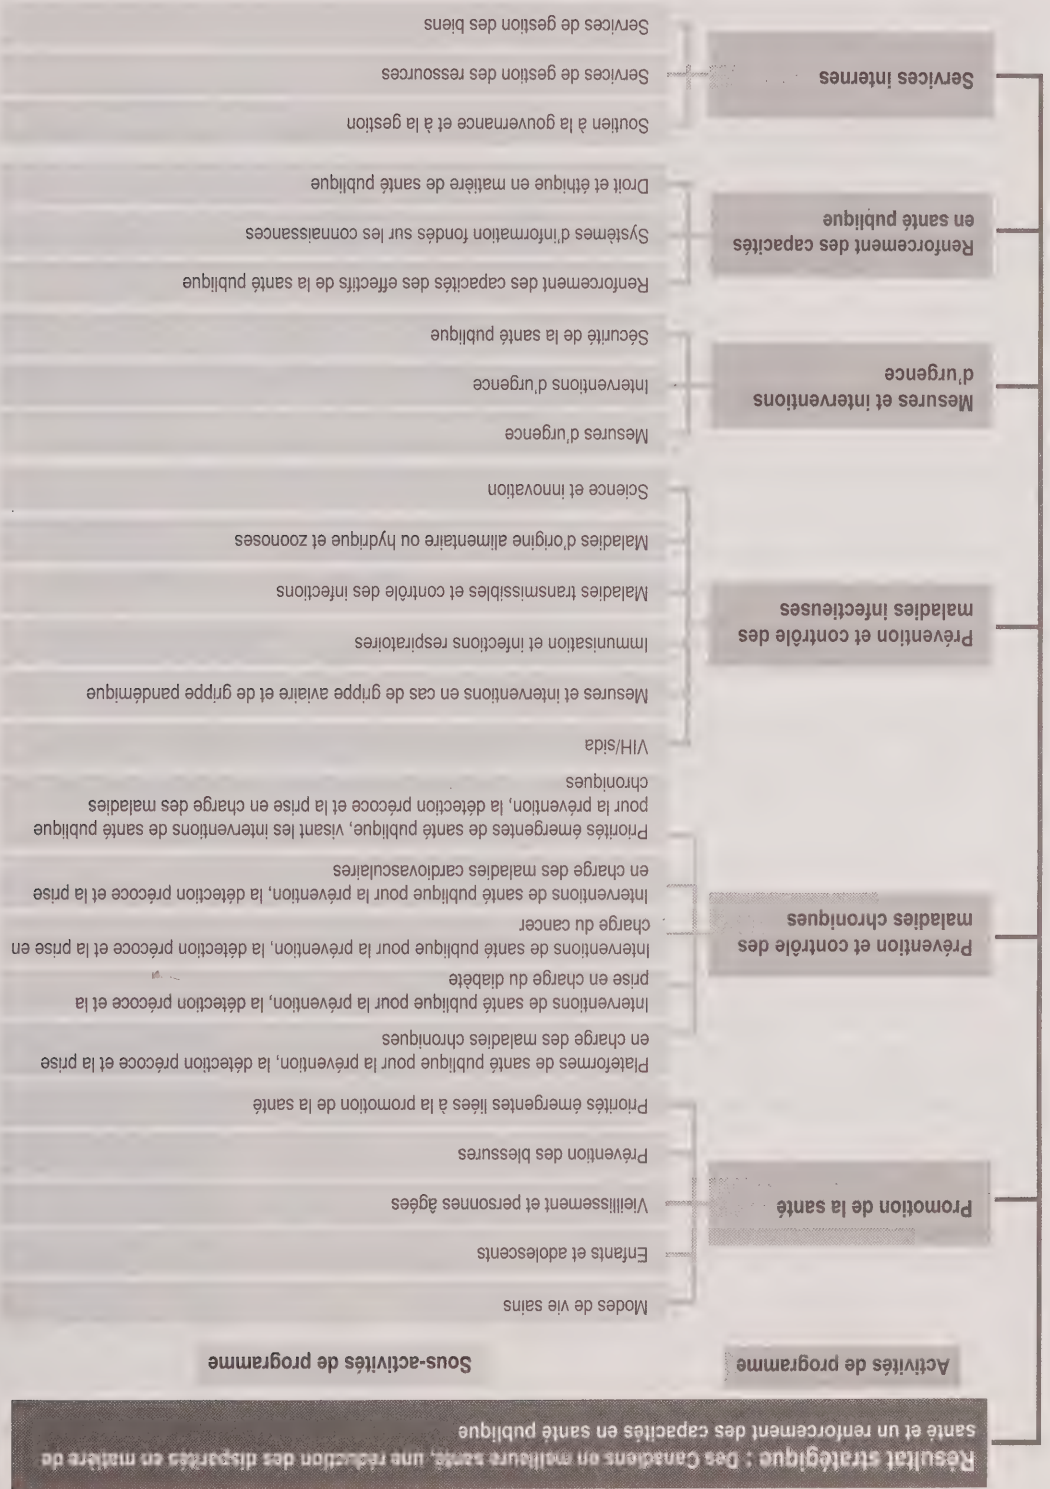 Résultat stratégique : Des Canadiens en meilleure santé, une réduction des disparités en matière de
santé et un renforcement des capacités en santé publique
Activités de programme
Sous-activités de programme
Promotion de la santé
Modes de vie sains
Enfants et adolescents
Vieillissement et personnes âgées
Prévention des blessures
Priorités émergentes liées à la promotion de la santé
Prévention et contrôle des
maladies chroniques
Plateformes de santé publique pour la prévention, la détection précoce et la prise
en charge des maladies chroniques
Interventions de santé publique pour la prévention, la détection précoce et la
prise en charge du diabète
Interventions de santé publique pour la prévention, la détection précoce et la prise en
charge du cancer
Interventions de santé publique pour la prévention, la détection précoce et la prise
en charge des maladies cardiovasculaires
Priorités émergentes de santé publique, visant les interventions de santé publique
pour la prévention, la détection précoce et la prise en charge des maladies
chroniques
Prévention et contrôle des
maladies infectieuses
VIH/sida
Mesures et interventions en cas de grippe aviaire et de grippe pandémique
Immunisation et infections respiratoires
Maladies transmissibles et contrôle des infections
Maladies d'origine alimentaire ou hydrique et zoonoses
Science et innovation
Mesures et interventions
d'urgence
Mesures d'urgence
Interventions d'urgence
Sécurité de la santé publique
Renforcement des capacités
en santé publique
Renforcement des capacités des effectifs de la santé publique
Systèmes d'information fondés sur les connaissances
Droit et éthique en matière de santé publique
Services internes
Soutien à la gouvernance et à la gestion
Services de gestion des ressources
Services de gestion des biens